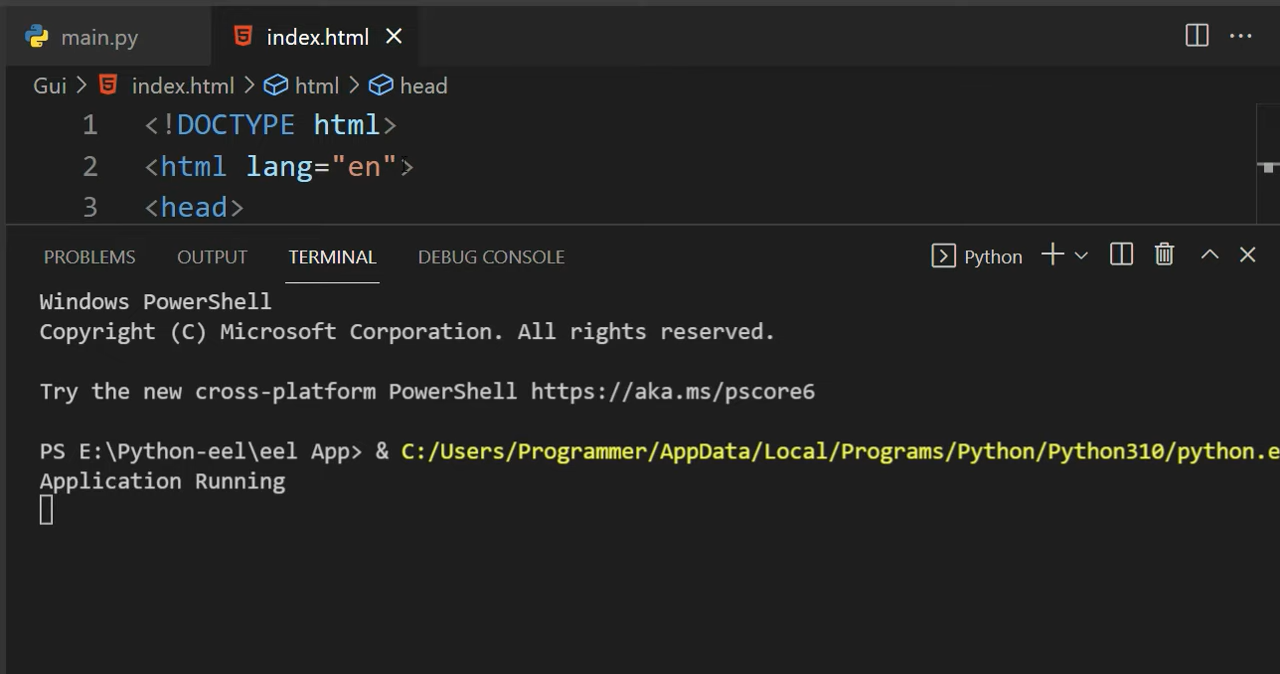 main.py index.html
Gui > index.html > html > head
1 <!DOCTYPE html>
2 <html lang="en">
3 <head>
PROBLEMS OUTPUT TERMINAL DEBUG CONSOLE Python
Windows PowerShell
Copyright (C) Microsoft Corporation. All rights reserved.
Try the new cross-platform PowerShell https://aka.ms/pscore6
PS E:\Python-eel\eel App> & C:/Users/Programmer/AppData/Local/Programs/Python/Python310/python.e
Application Running